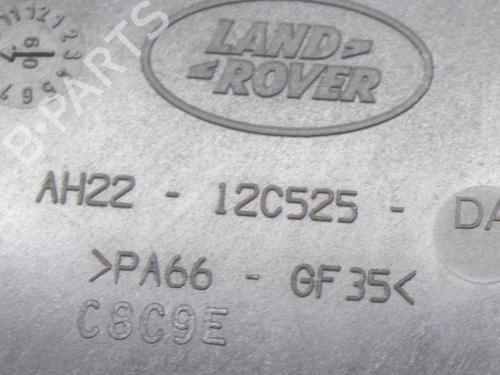 LAND
ROVER
AH22 - 12C525 - DA
>PA66 - GF35<
C8C9E
B-PARTS